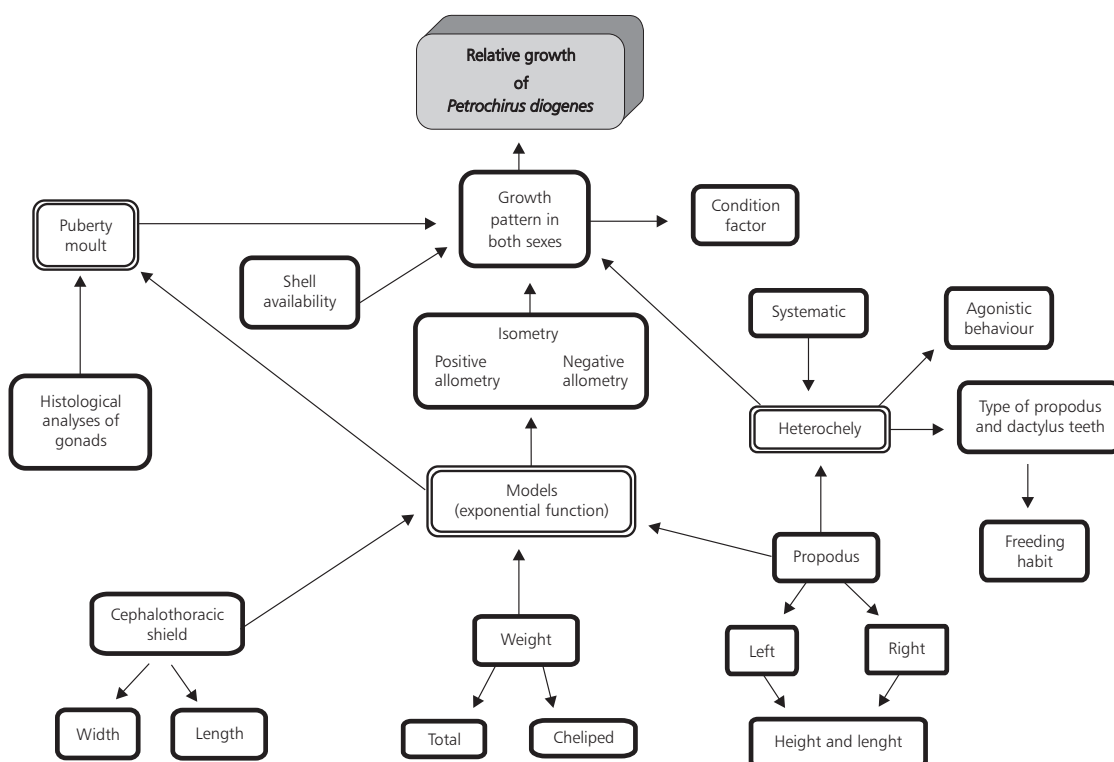 Relative growth
of
Petrochirus diogenes
Growth
pattern in
both sexes
Condition
factor
Puberty
moult
Shell
availability
Systematic
Agonistic
behaviour
Isometry
Positive
allometry
Negative
allometry
Histological
analyses of
gonads
Heterochely
Type of propodus
and dactylus teeth
Models
(exponential function)
Propodus
Freeding
habit
Cephalothoracic
shield
Weight
Left
Right
Width
Length
Total
Cheliped
Height and lenght